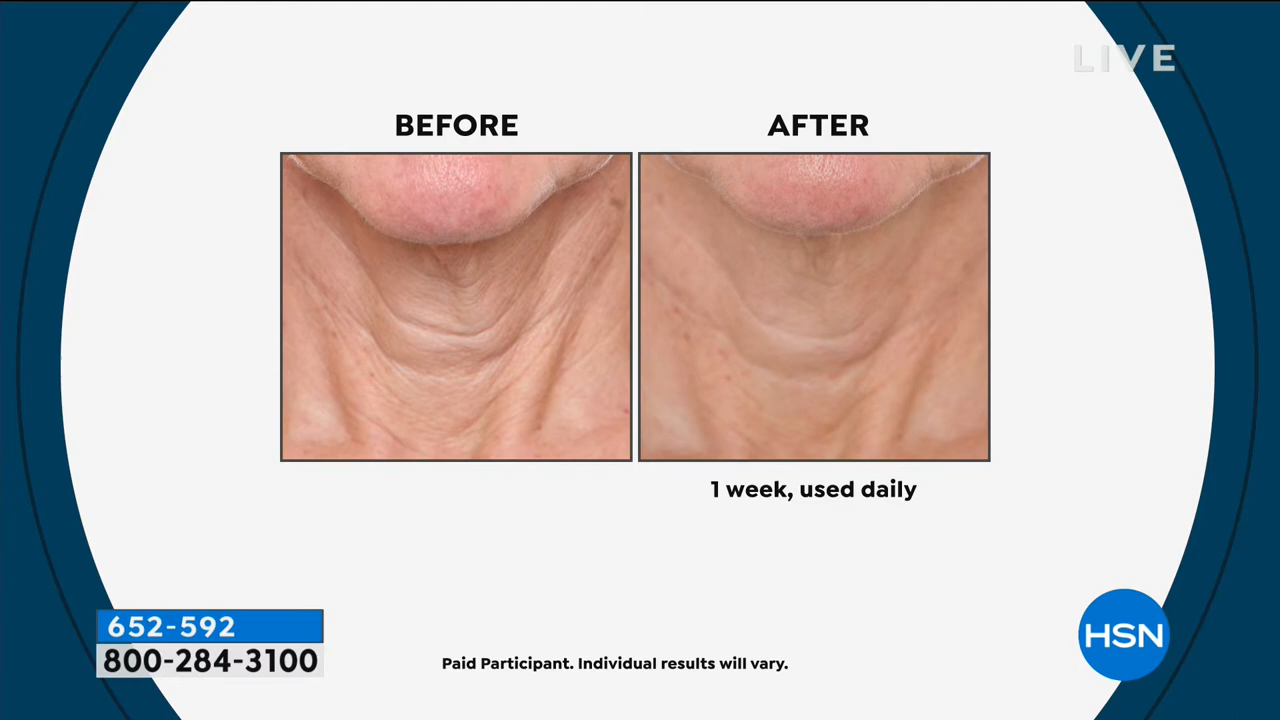 LIVE
BEFORE
AFTER
1 week, used daily
652-592
800-284-3100
HSN
Paid Participant. Individual results will vary.